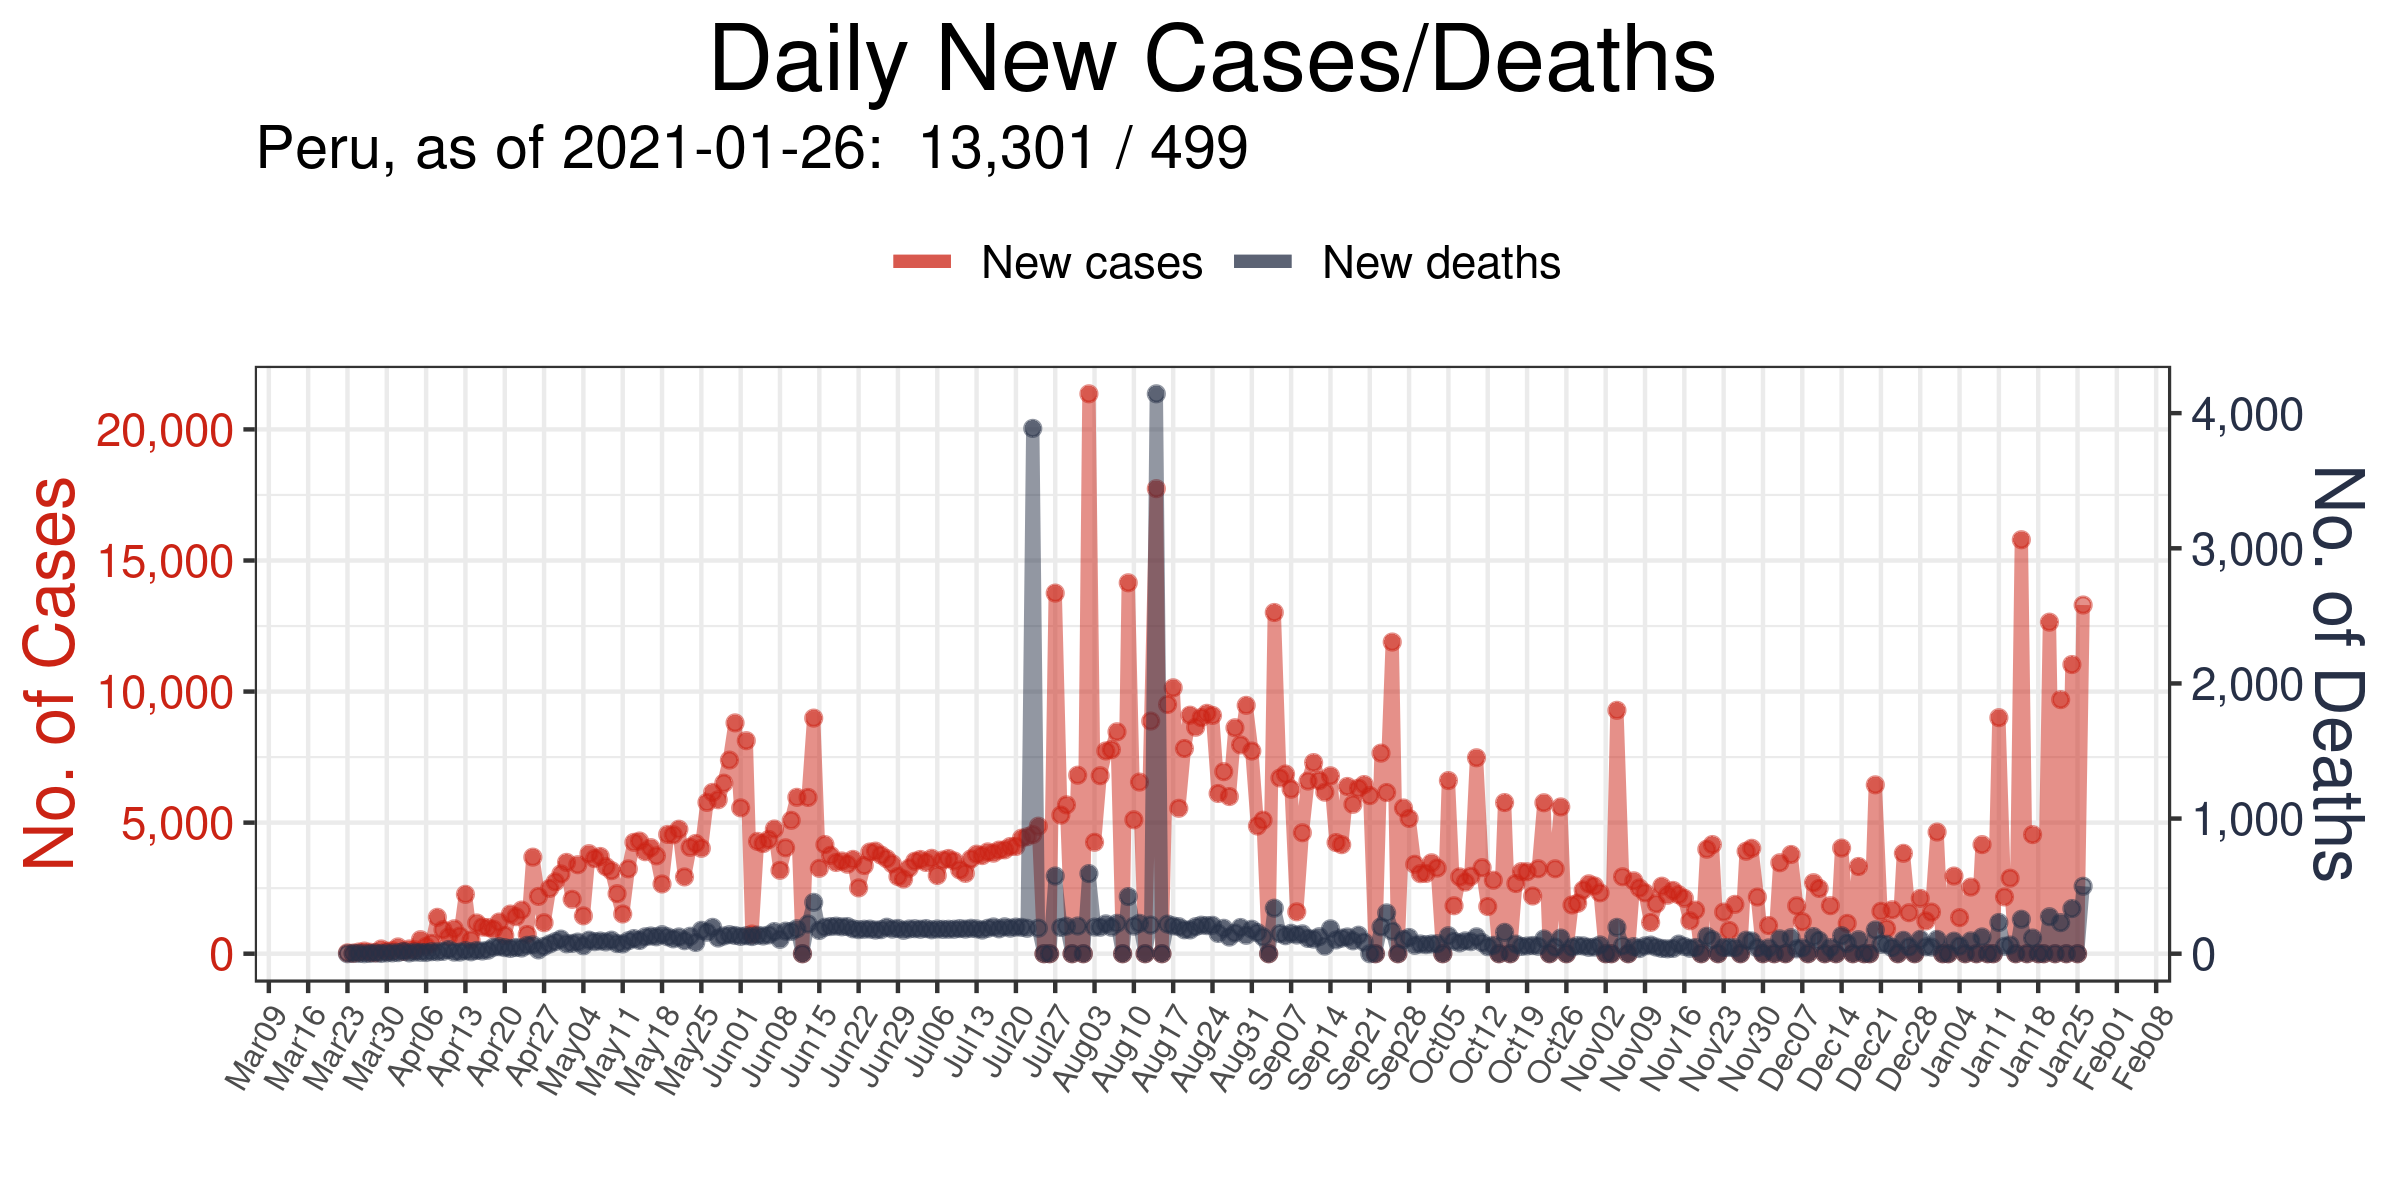 Daily New Cases/Deaths
Peru, as of 2021-01-26:  13,301 / 499
New cases New deaths
No. of Cases
20,000
15,000
10,000
5,000
0
4,000
3,000
2,000
1,000
0
No. of Deaths
Mar09 Mar16 Mar23 Mar30 Apr06 Apr13 Apr20 Apr27 May04 May11 May18 May25 Jun01 Jun08 Jun15 Jun22 Jun29 Jul06 Jul13 Jul20 Jul27 Aug03 Aug10 Aug17 Aug24 Aug31 Sep07 Sep14 Sep21 Sep28 Oct05 Oct12 Oct19 Oct26 Nov02 Nov09 Nov16 Nov23 Nov30 Dec07 Dec14 Dec21 Dec28 Jan04 Jan11 Jan18 Jan25 Feb01 Feb08